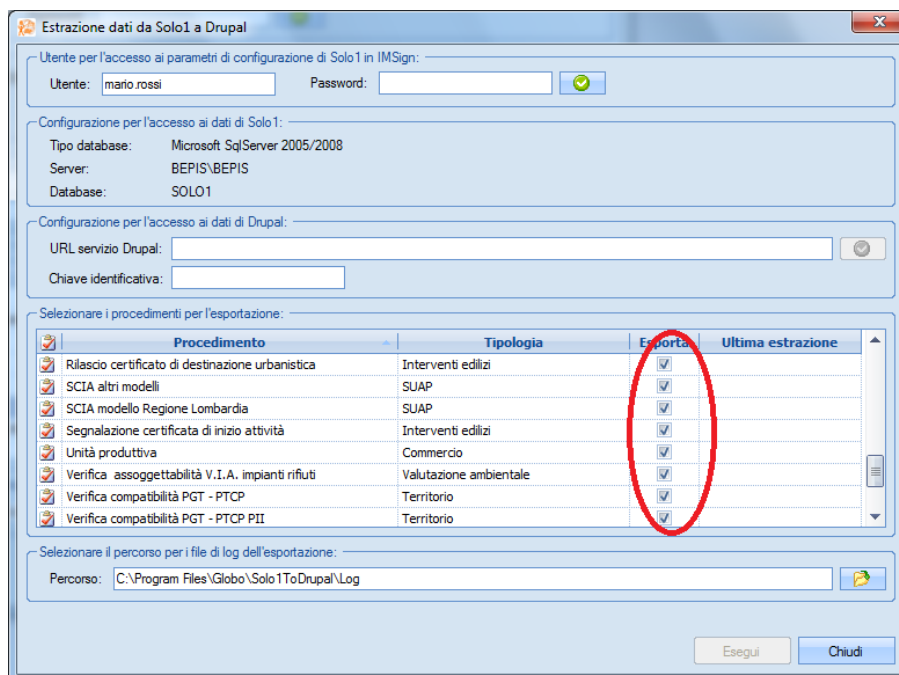 Estrazione dati da Solo1 a Drupal
Utente per l'accesso ai parametri di configurazione di Solo1 in IMSign:
Utente: mario.rossi Password:
Configurazione per l'accesso ai dati di Solo1:
Tipo database: Microsoft SqlServer 2005/2008
Server: BEPIS\BEPIS
Database: SOLO1
Configurazione per l'accesso ai dati di Drupal:
URL servizio Drupal:
Chiave identificativa:
Selezionare i procedimenti per l'esportazione:
Procedimento Tipologia Esporta Ultima estrazione
Rilascio certificato di destinazione urbanistica Interventi edilizi
SCIA altri modelli SUAP
SCIA modello Regione Lombardia SUAP
Segnalazione certificata di inizio attività Interventi edilizi
Unità produttiva Commercio
Verifica assoggettabilità V.I.A. impianti rifiuti Valutazione ambientale
Verifica compatibilità PGT - PTCP Territorio
Verifica compatibilità PGT - PTCP PII Territorio
Selezionare il percorso per i file di log dell'esportazione:
Percorso: C:\Program Files\Globo\Solo1ToDrupal\Log
Esegui Chiudi